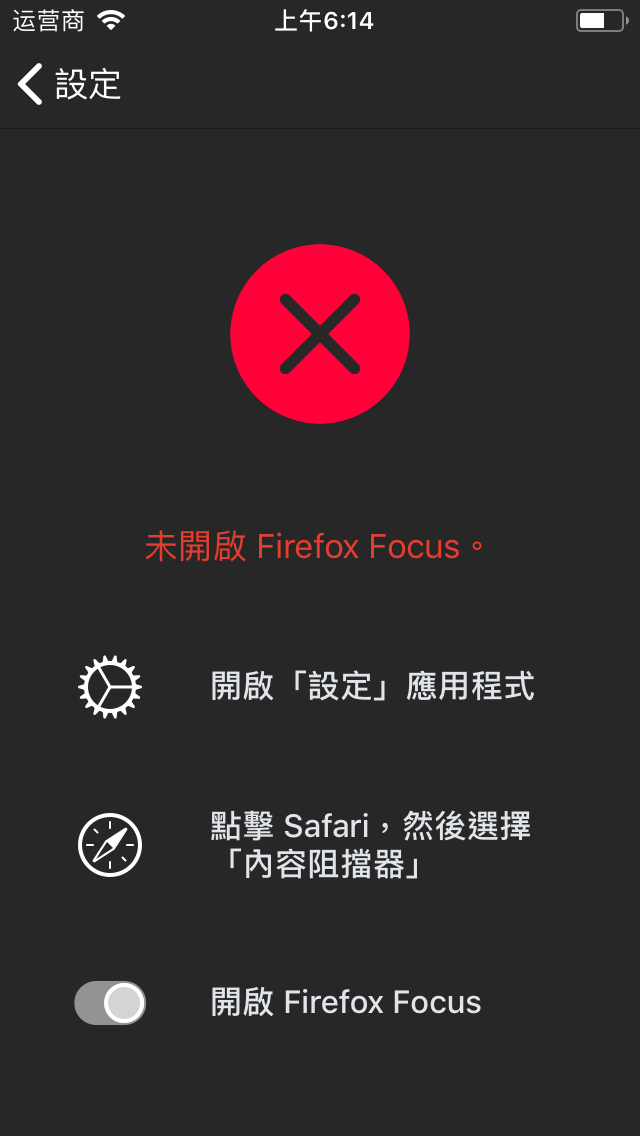 运营商 上午6:14
設定
未開啟 Firefox Focus。
開啟「設定」應用程式
點擊 Safari，然後選擇
「內容阻擋器」
開啟 Firefox Focus